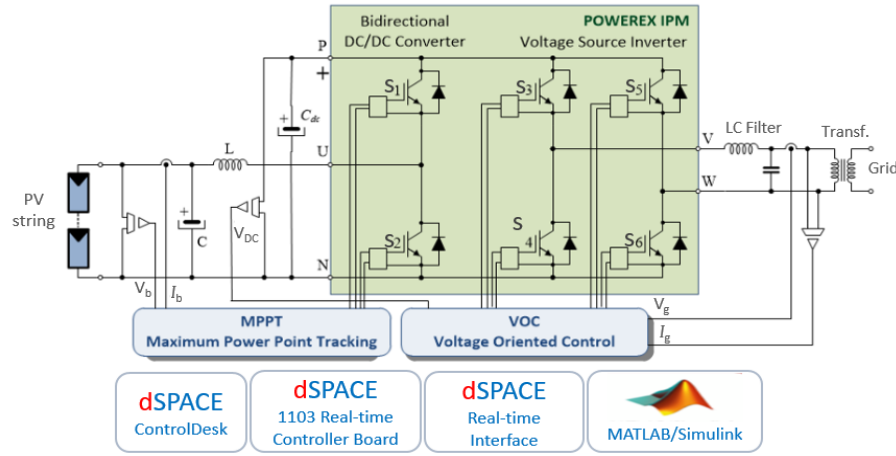 Bidirectional
DC/DC Converter
POWEREX IPM
Voltage Source Inverter
P
+
S1
S3
S5
+
Cdc
V
LC Filter
Transf.
L
U
W
Grid
PV
string
+
C
VDC
S2
S
4
S6
N
Vb
Ib
Vg
Ig
MPPT
Maximum Power Point Tracking
VOC
Voltage Oriented Control
dSPACE
ControlDesk
dSPACE
1103 Real-time
Controller Board
dSPACE
Real-time
Interface
MATLAB/Simulink